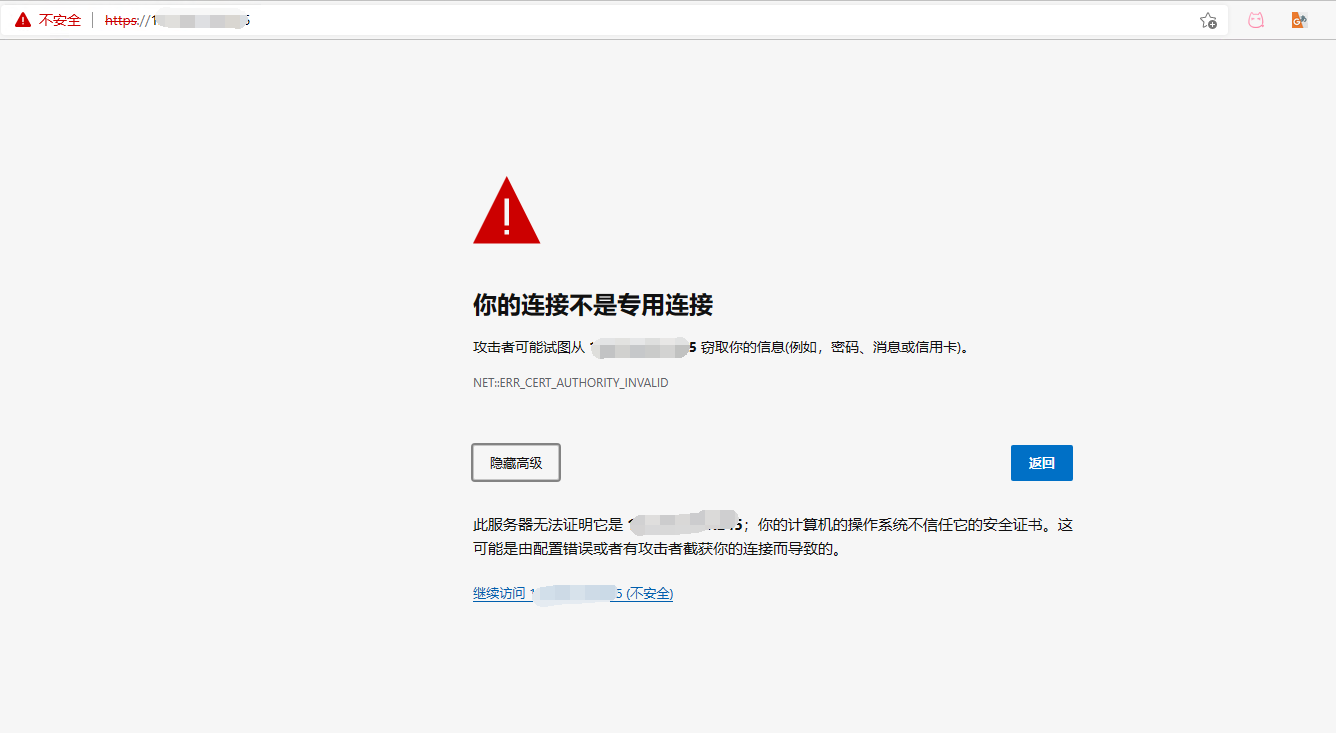 不安全 https://1 5
你的连接不是专用连接
攻击者可能试图从 5 窃取你的信息(例如，密码、消息或信用卡)。
NET::ERR_CERT_AUTHORITY_INVALID
隐藏高级
返回
此服务器无法证明它是 5；你的计算机的操作系统不信任它的安全证书。这
可能是由配置错误或者有攻击者截获你的连接而导致的。
继续访问 1 5 (不安全)